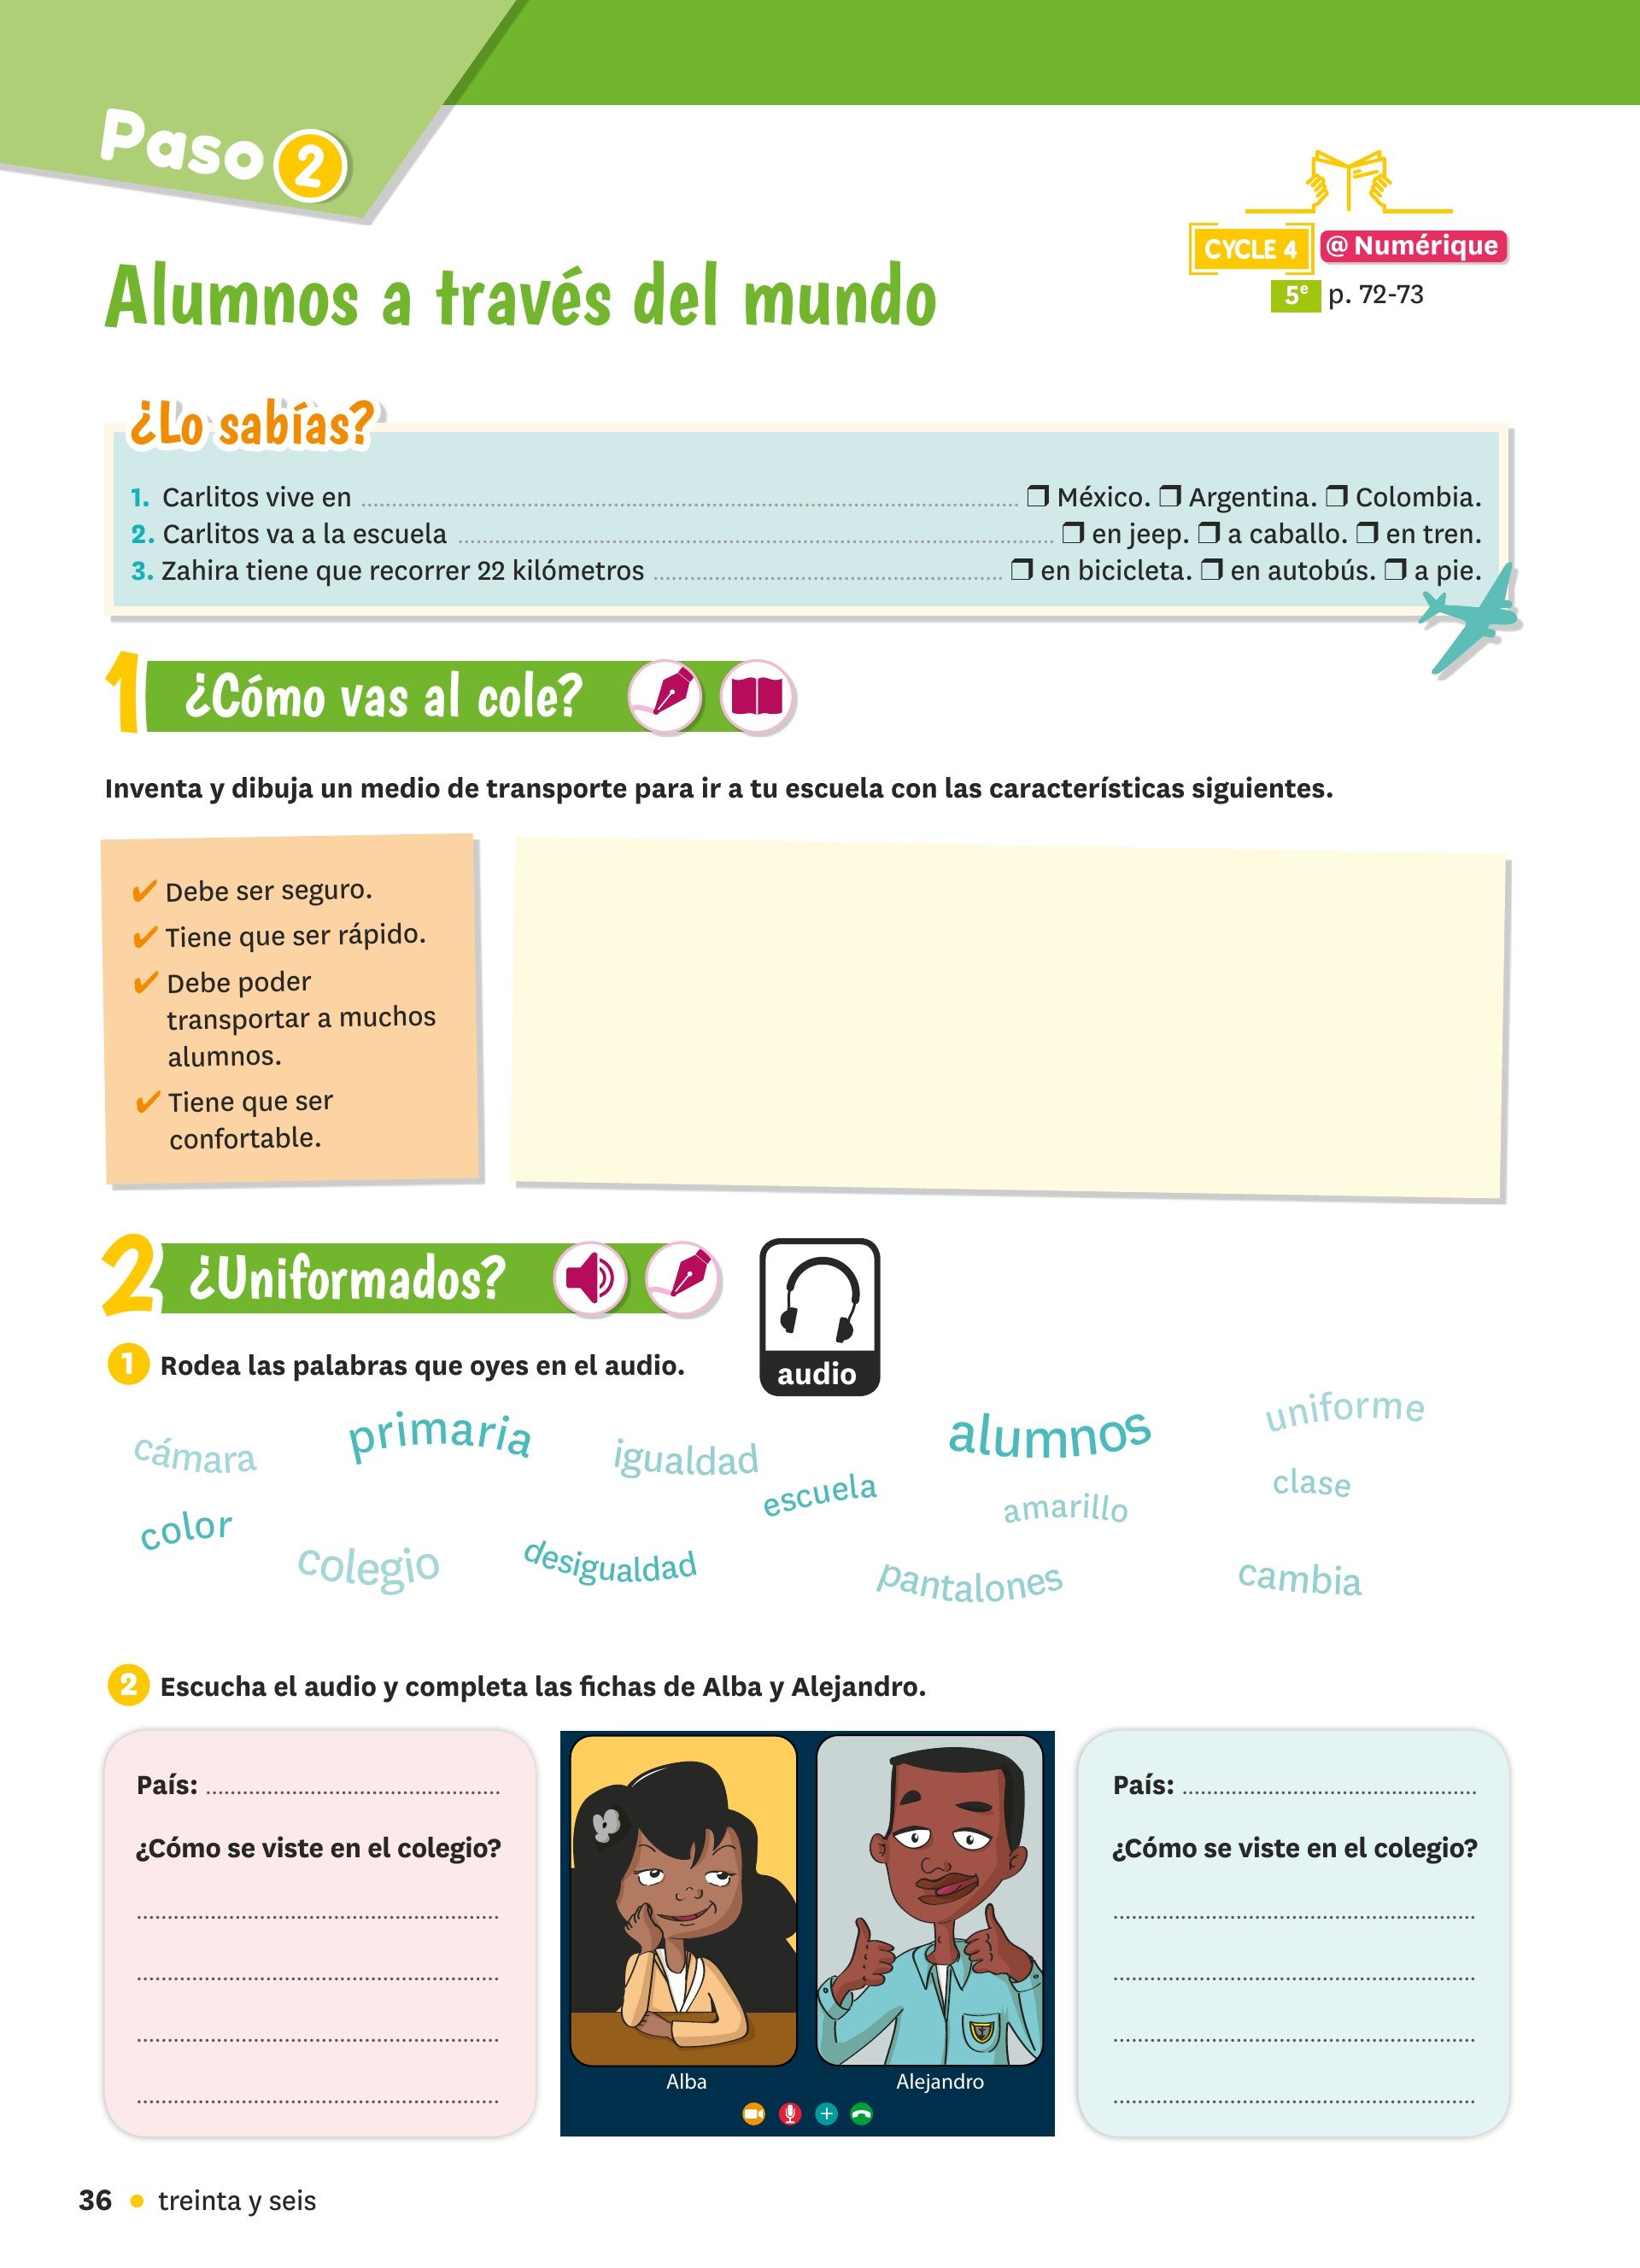 Paso 2
CYCLE 4 @ Numérique
5e p. 72-73
Alumnos a través del mundo
¿Lo sabías?
1. Carlitos vive en ........ ❒ México. ❒ Argentina. ❒ Colombia.
2. Carlitos va a la escuela ........ ❒ en jeep. ❒ a caballo. ❒ en tren.
3. Zahira tiene que recorrer 22 kilómetros ........ ❒ en bicicleta. ❒ en autobús. ❒ a pie.
1 ¿Cómo vas al cole?
Inventa y dibuja un medio de transporte para ir a tu escuela con las características siguientes.
✔ Debe ser seguro.
✔ Tiene que ser rápido.
✔ Debe poder
transportar a muchos
alumnos.
✔ Tiene que ser
confortable.
2 ¿Uniformados?
audio
1 Rodea las palabras que oyes en el audio.
cámara
primaria
igualdad
escuela
alumnos
uniforme
clase
amarillo
color
colegio
desigualdad
pantalones
cambia
2 Escucha el audio y completa las fichas de Alba y Alejandro.
País: ........
¿Cómo se viste en el colegio?
Alba
Alejandro
País: ........
¿Cómo se viste en el colegio?
36 • treinta y seis